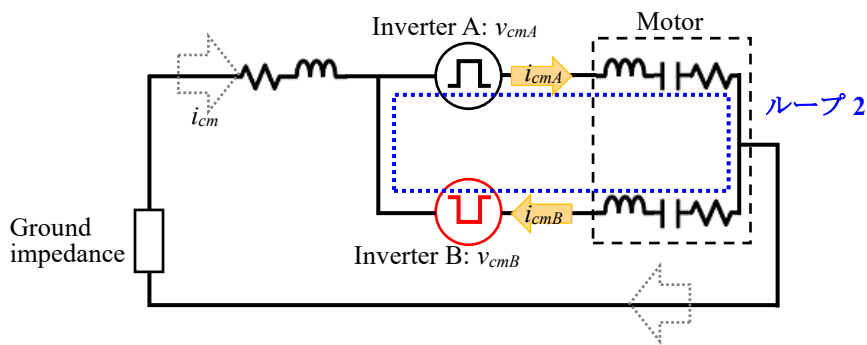 Inverter A: vcmA
Motor
icmA
ループ 2
icm
icmB
Ground
impedance
Inverter B: vcmB